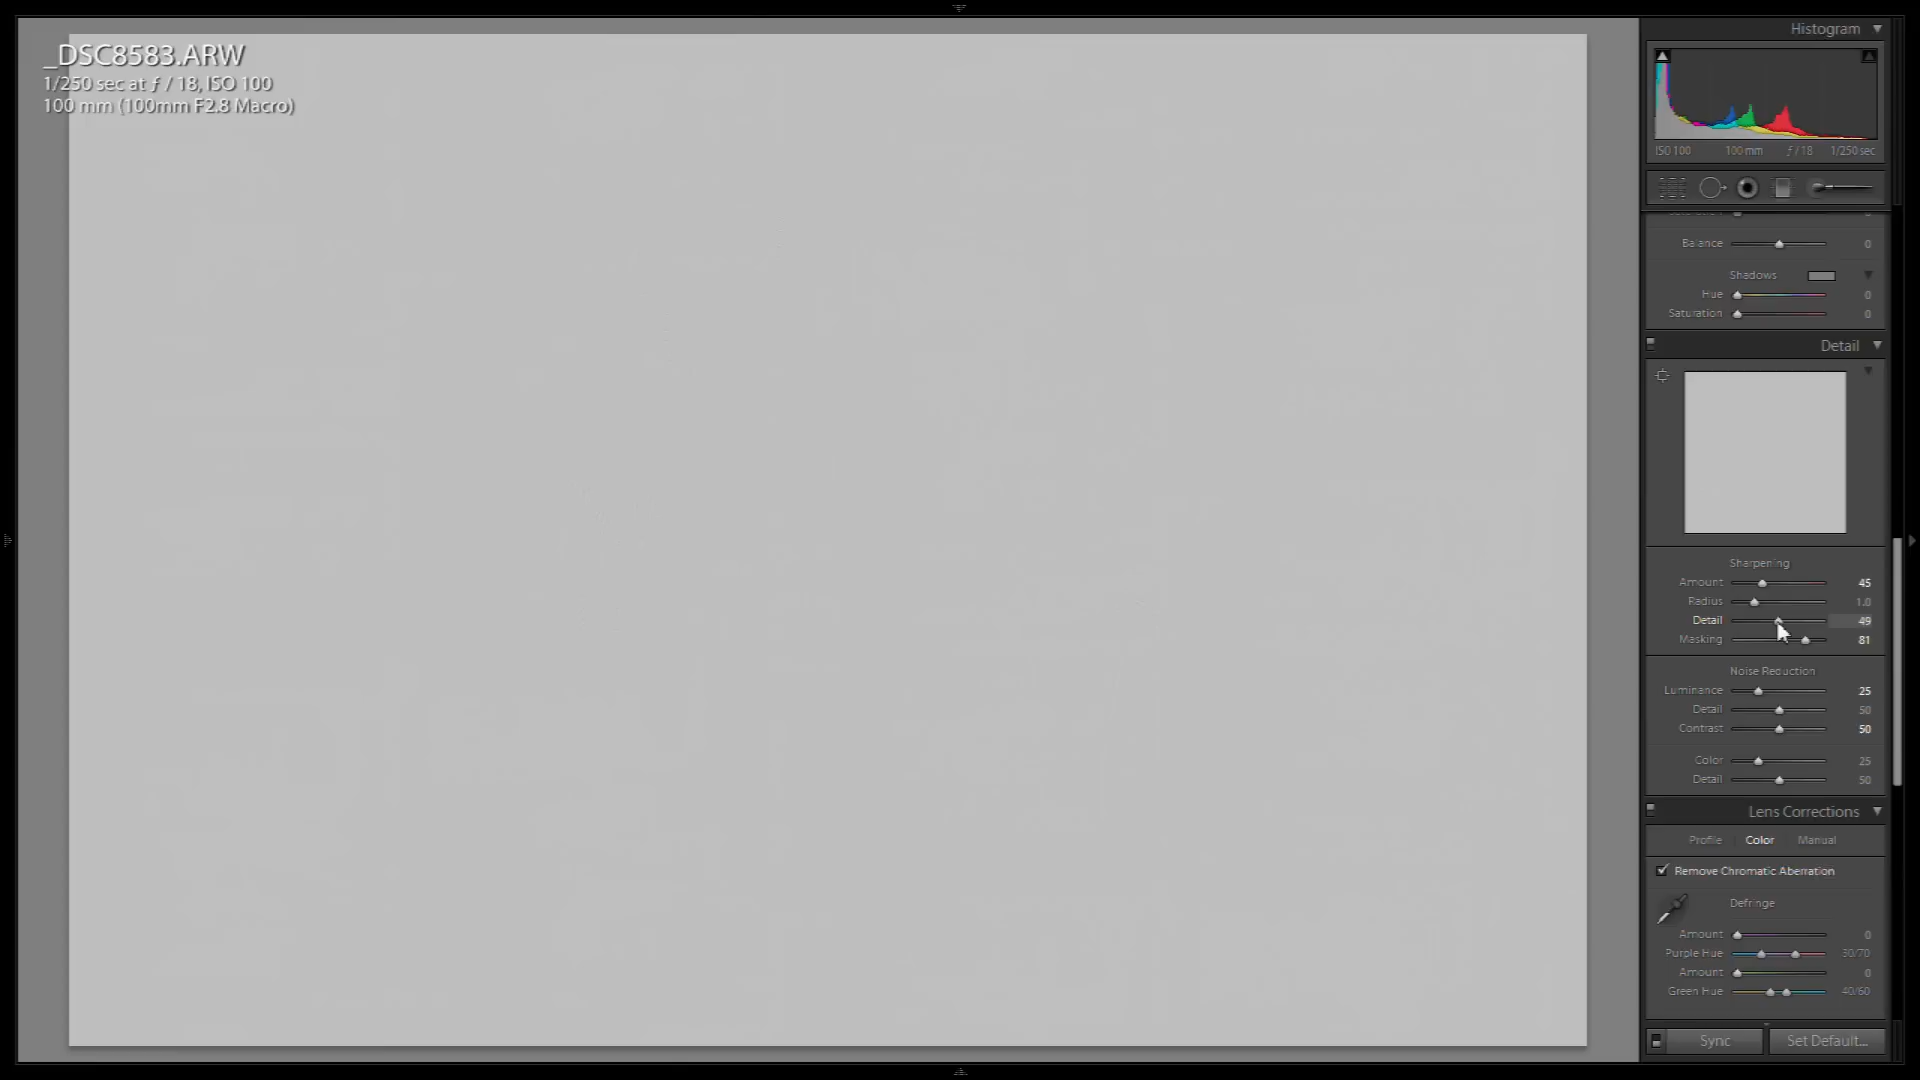 _DSC8583.ARW
1/250 sec at ƒ / 18, ISO 100
100 mm (100mm F2.8 Macro)
Histogram
ISO 100 100 mm ƒ / 18 1/250 sec
Saturation 0
Balance 0
Shadows
Hue 0
Saturation 0
Detail
Sharpening
Amount 45
Radius 1.0
Detail 49
Masking 81
Noise Reduction
Luminance 25
Detail 50
Contrast 50
Color 25
Detail 50
Lens Corrections
Profile Color Manual
Remove Chromatic Aberration
Defringe
Amount 0
Purple Hue 30/70
Amount 0
Green Hue 40/60
Sync Set Default...